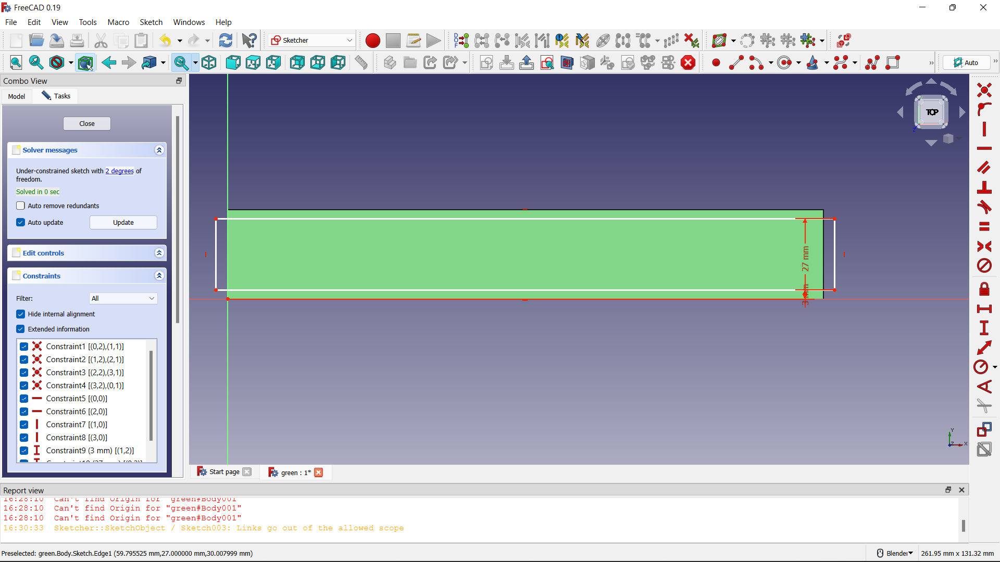 FreeCAD 0.19
File Edit View Tools Macro Sketch Windows Help
Sketcher
Auto
Combo View
Model Tasks
Close
Solver messages
Under-constrained sketch with 2 degrees of
freedom.
Solved in 0 sec
Auto remove redundants
Auto update Update
Edit controls
Constraints
Filter: All
Hide internal alignment
Extended information
Constraint1 [(0,2),(1,1)]
Constraint2 [(1,2),(2,1)]
Constraint3 [(2,2),(3,1)]
Constraint4 [(3,2),(0,1)]
Constraint5 [(0,0)]
Constraint6 [(2,0)]
Constraint7 [(1,0)]
Constraint8 [(3,0)]
Constraint9 (3 mm) [(1,2)]
TOP
Z
27 mm
3 mm
Y
Z X
Start page green : 1*
Report view
16:28:10 Can't find Origin for "green#Body001"
16:28:10 Can't find Origin for "green#Body001"
16:28:10 Can't find Origin for "green#Body001"
16:30:33 Sketcher::SketchObject / Sketch003: Links go out of the allowed scope
Preselected: green.Body.Sketch.Edge1 (59.795525 mm,27.000000 mm,30.007999 mm)
Blender 261.95 mm x 131.32 mm